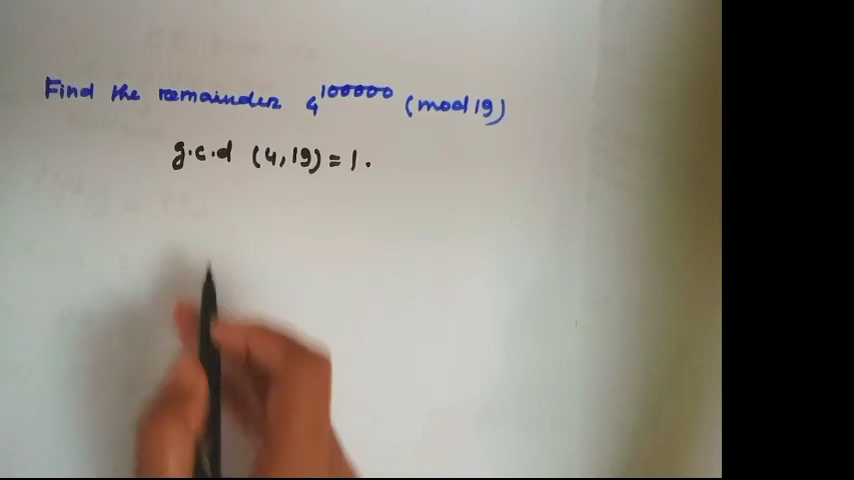 Find the remainder 4^100000 (mod 19)
g.c.d (4, 19) = 1.